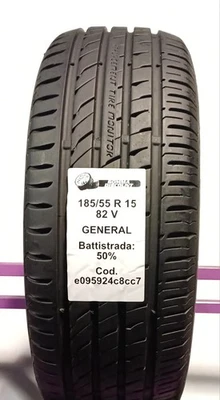 185/55 R 15
82 V
GENERAL
Battistrada:
50%
Cod.
e095924c8cc7